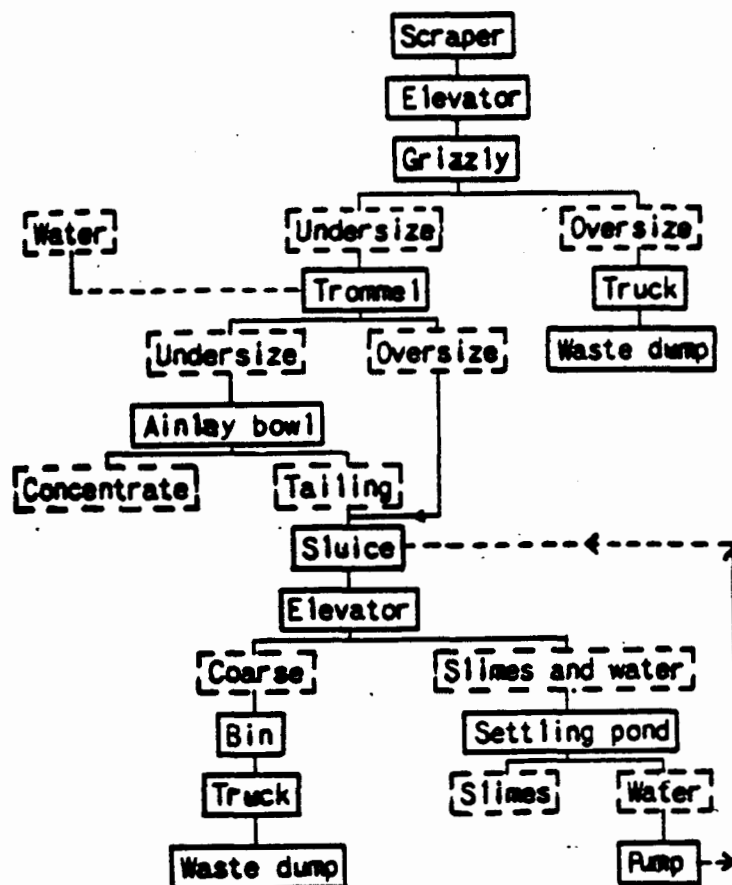 Scraper
Elevator
Grizzly
Water
Undersize
Oversize
Trommel
Truck
Undersize
Oversize
Waste dump
Ainlay bowl
Concentrate
Tailing
Sluice
Elevator
Coarse
Slimes and water
Bin
Settling pond
Truck
Slimes
Water
Waste dump
Pump